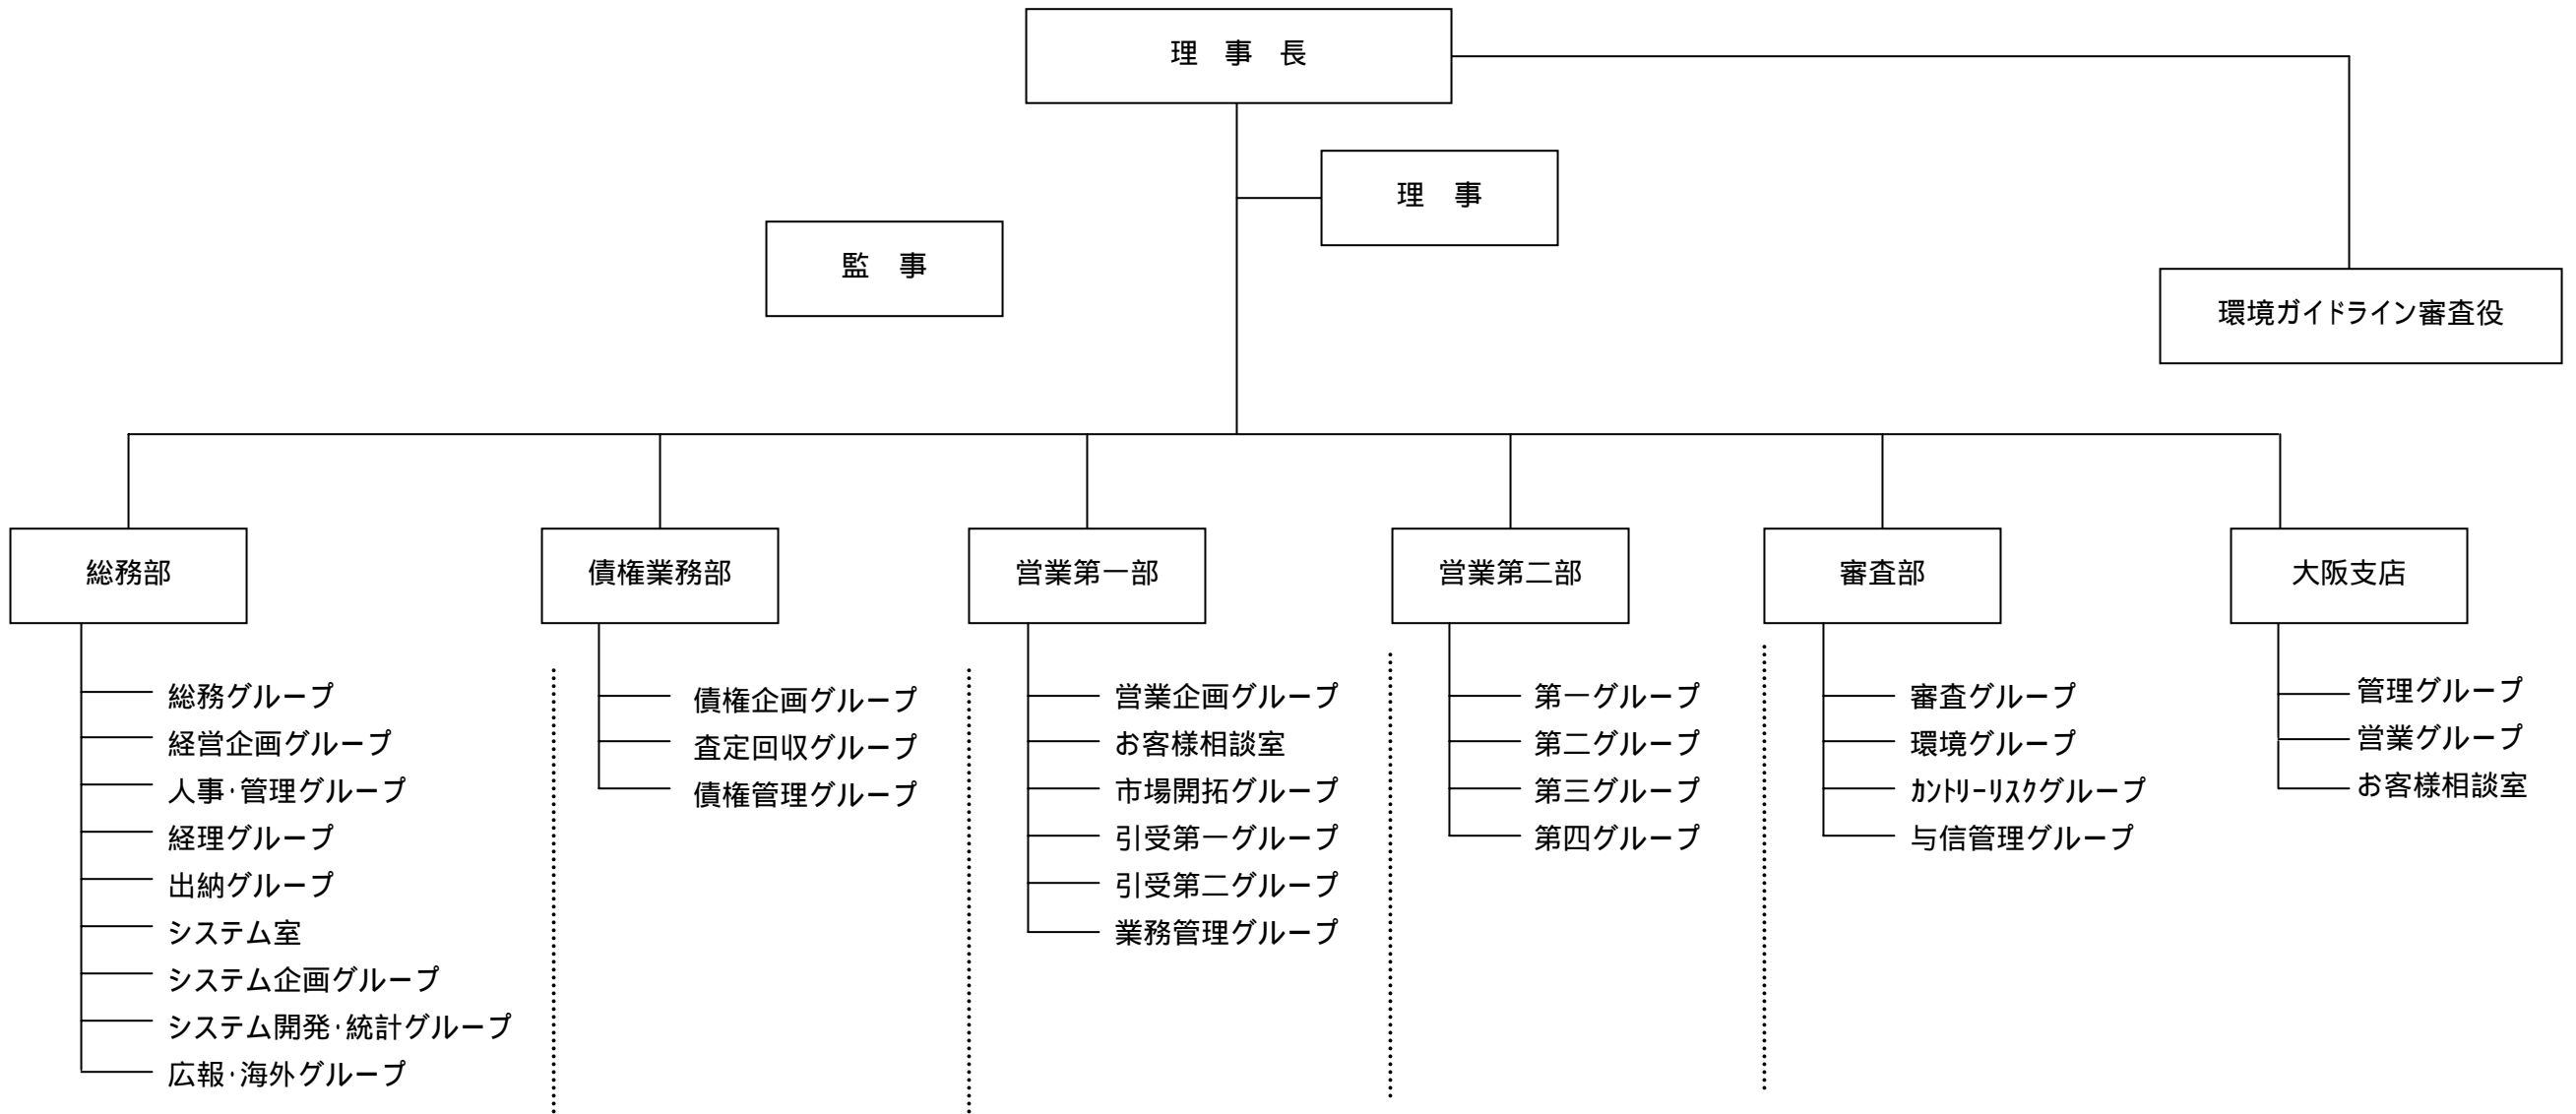 理　事　長
理　事
監　事
環境ガイドライン審査役
総務部
債権業務部
営業第一部
営業第二部
審査部
大阪支店
総務グループ
経営企画グループ
人事・管理グループ
経理グループ
出納グループ
システム室
システム企画グループ
システム開発・統計グループ
広報・海外グループ
債権企画グループ
査定回収グループ
債権管理グループ
営業企画グループ
お客様相談室
市場開拓グループ
引受第一グループ
引受第二グループ
業務管理グループ
第一グループ
第二グループ
第三グループ
第四グループ
審査グループ
環境グループ
ｶﾝﾄﾘｰﾘｽｸグループ
与信管理グループ
管理グループ
営業グループ
お客様相談室